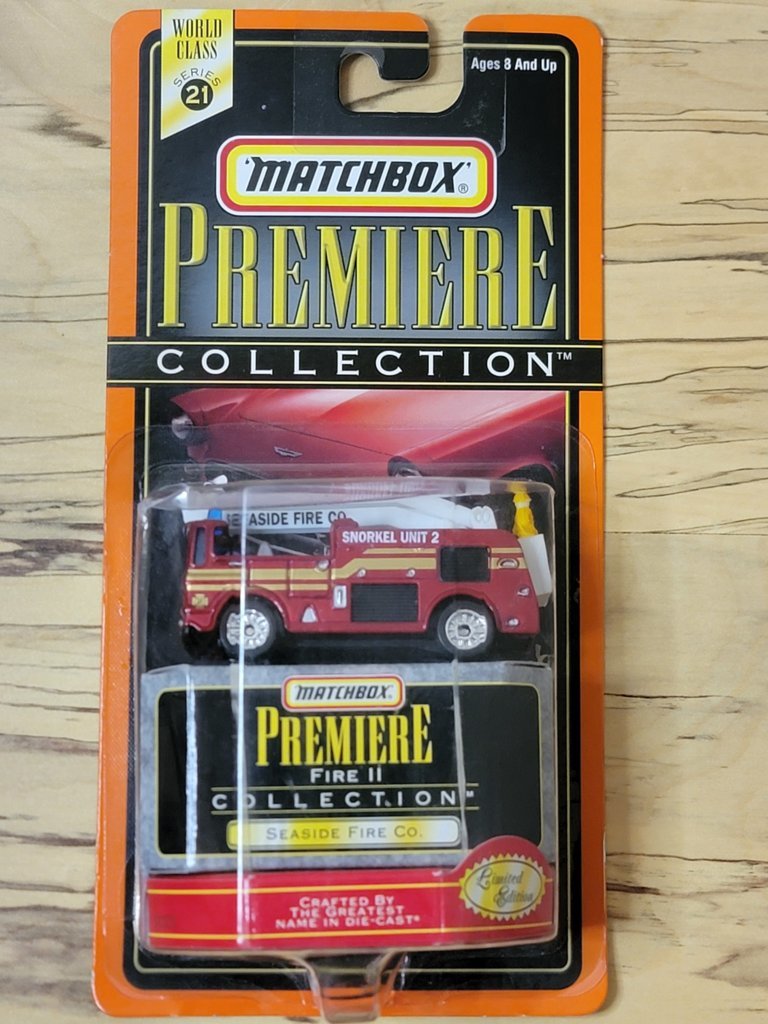 WORLD
CLASS
SERIES
21
Ages 8 And Up
'MATCHBOX'®
PREMIERE
COLLECTION™
SEASIDE FIRE CO.
SNORKEL UNIT 2
1
MATCHBOX®
PREMIERE
FIRE II
COLLECTION™
SEASIDE FIRE CO.
Limited
Edition
CRAFTED BY
THE GREATEST
NAME IN DIE-CAST®